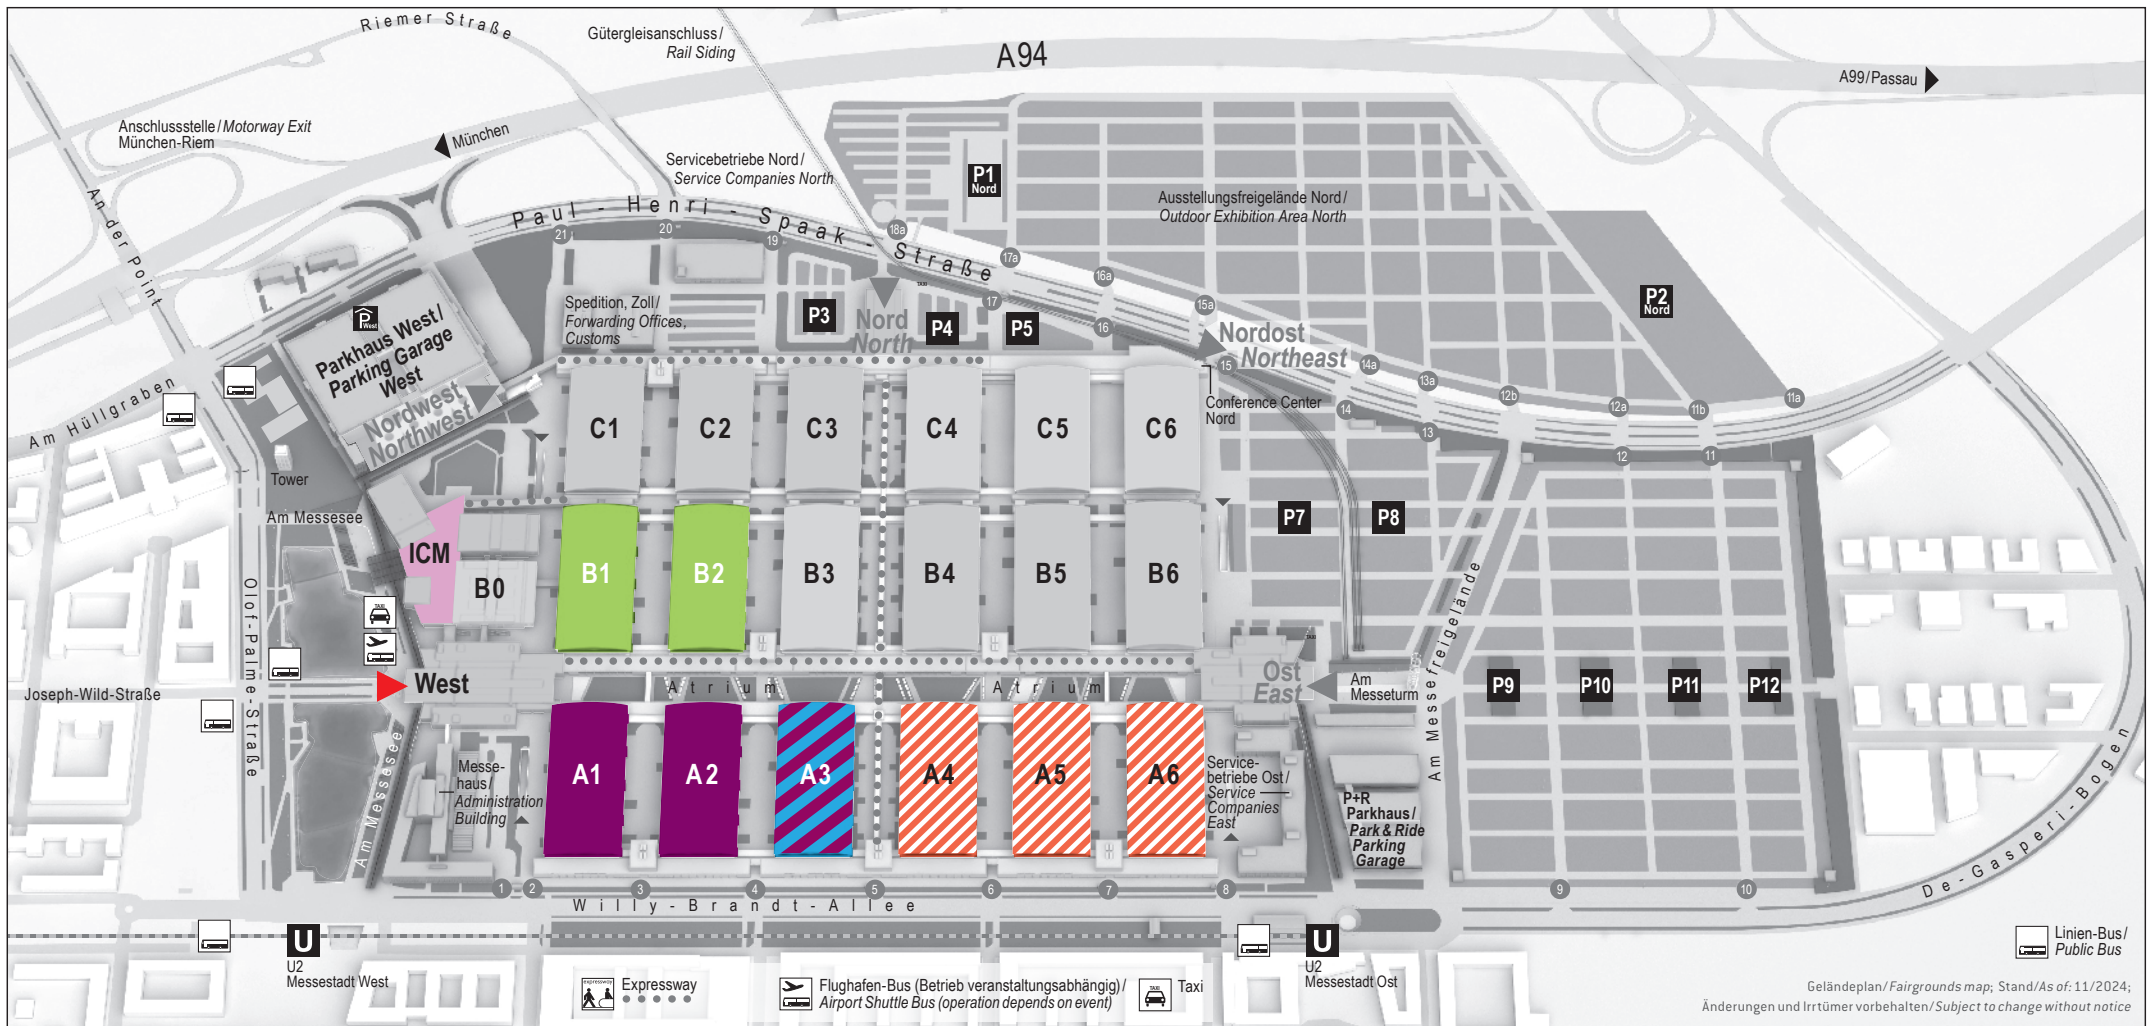 Riemer Straße
Gütergleisanschluss/
Rail Siding
A94
A99/Passau
Anschlussstelle/Motorway Exit
München-Riem
München
Servicebetriebe Nord/
Service Companies North
P1
Nord
Ausstellungsfreigelände Nord/
Outdoor Exhibition Area North
An der Point
Paul-Henri-Spaak-Straße
21
20
19
18a
17a
16a
15a
17
16
15
14a
13a
12b
12a
11b
11a
14
13
12
11
P2
Nord
P
West
Parkhaus West/
Parking Garage
West
Nordwest
Northwest
Spedition, Zoll/
Forwarding Offices,
Customs
P3
TAXI
Nord
North
P4
P5
Nordost
Northeast
Conference Center
Nord
Am Hüllgraben
C1
C2
C3
C4
C5
C6
Tower
Am Messesee
P7
P8
ICM
B0
B1
B2
B3
B4
B5
B6
TAXI
Olof-Palme-Straße
Am Messefreigelände
TAXI
Joseph-Wild-Straße
West
Atrium
Atrium
Ost
East
Am
Messeturm
P9
P10
P11
P12
Am Messesee
Messe-
haus/
Administration
Building
A1
A2
A3
A4
A5
A6
Service-
betriebe Ost/
Service
Companies
East
P+R
Parkhaus/
Park & Ride
Parking
Garage
De-Gasperi-Bogen
1
2
3
4
5
6
7
8
9
10
Willy-Brandt-Allee
U
U2
Messestadt West
U
U2
Messestadt Ost
expressway
Expressway
Flughafen-Bus (Betrieb veranstaltungsabhängig)/
Airport Shuttle Bus (operation depends on event)
TAXI
Taxi
Linien-Bus/
Public Bus
Geländeplan/Fairgrounds map; Stand/As of: 11/2024;
Änderungen und Irrtümer vorbehalten/Subject to change without notice